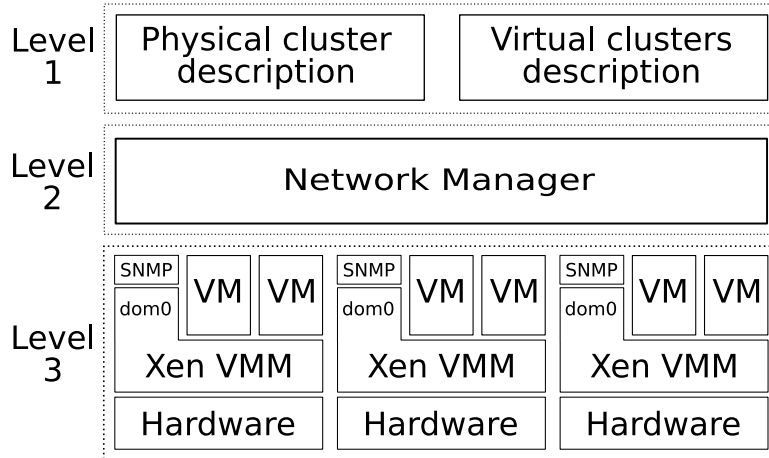 Level
1
Physical cluster
description
Virtual clusters
description
Level
2
Network Manager
Level
3
SNMP
dom0
VM
VM
Xen VMM
Hardware
SNMP
dom0
VM
VM
Xen VMM
Hardware
SNMP
dom0
VM
VM
Xen VMM
Hardware